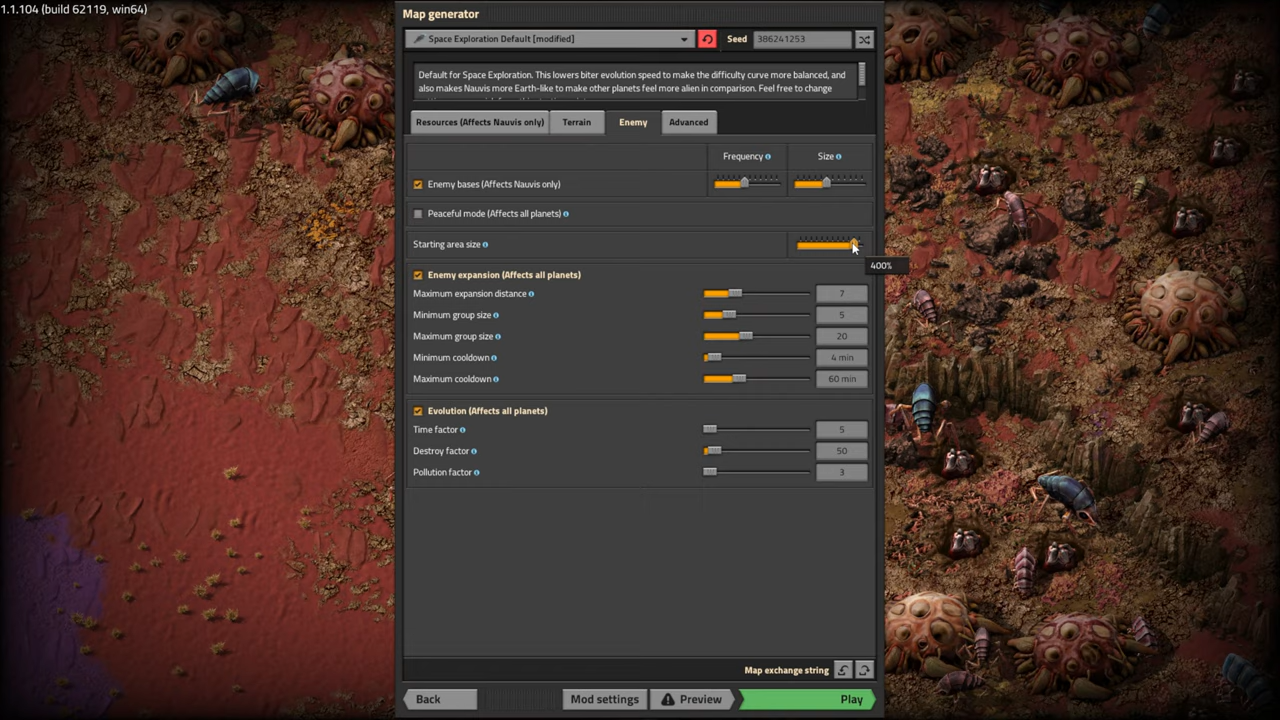 1.1.104 (build 62119, win64)
Map generator
Space Exploration Default [modified]
Seed
386241253
Default for Space Exploration. This lowers biter evolution speed to make the difficulty curve more balanced, and
also makes Nauvis more Earth-like to make other planets feel more alien in comparison. Feel free to change
Resources (Affects Nauvis only)
Terrain
Enemy
Advanced
Frequency
Size
Enemy bases (Affects Nauvis only)
Peaceful mode (Affects all planets)
Starting area size
400%
Enemy expansion (Affects all planets)
Maximum expansion distance
7
Minimum group size
5
Maximum group size
20
Minimum cooldown
4 min
Maximum cooldown
60 min
Evolution (Affects all planets)
Time factor
5
Destroy factor
50
Pollution factor
3
Map exchange string
Back
Mod settings
Preview
Play